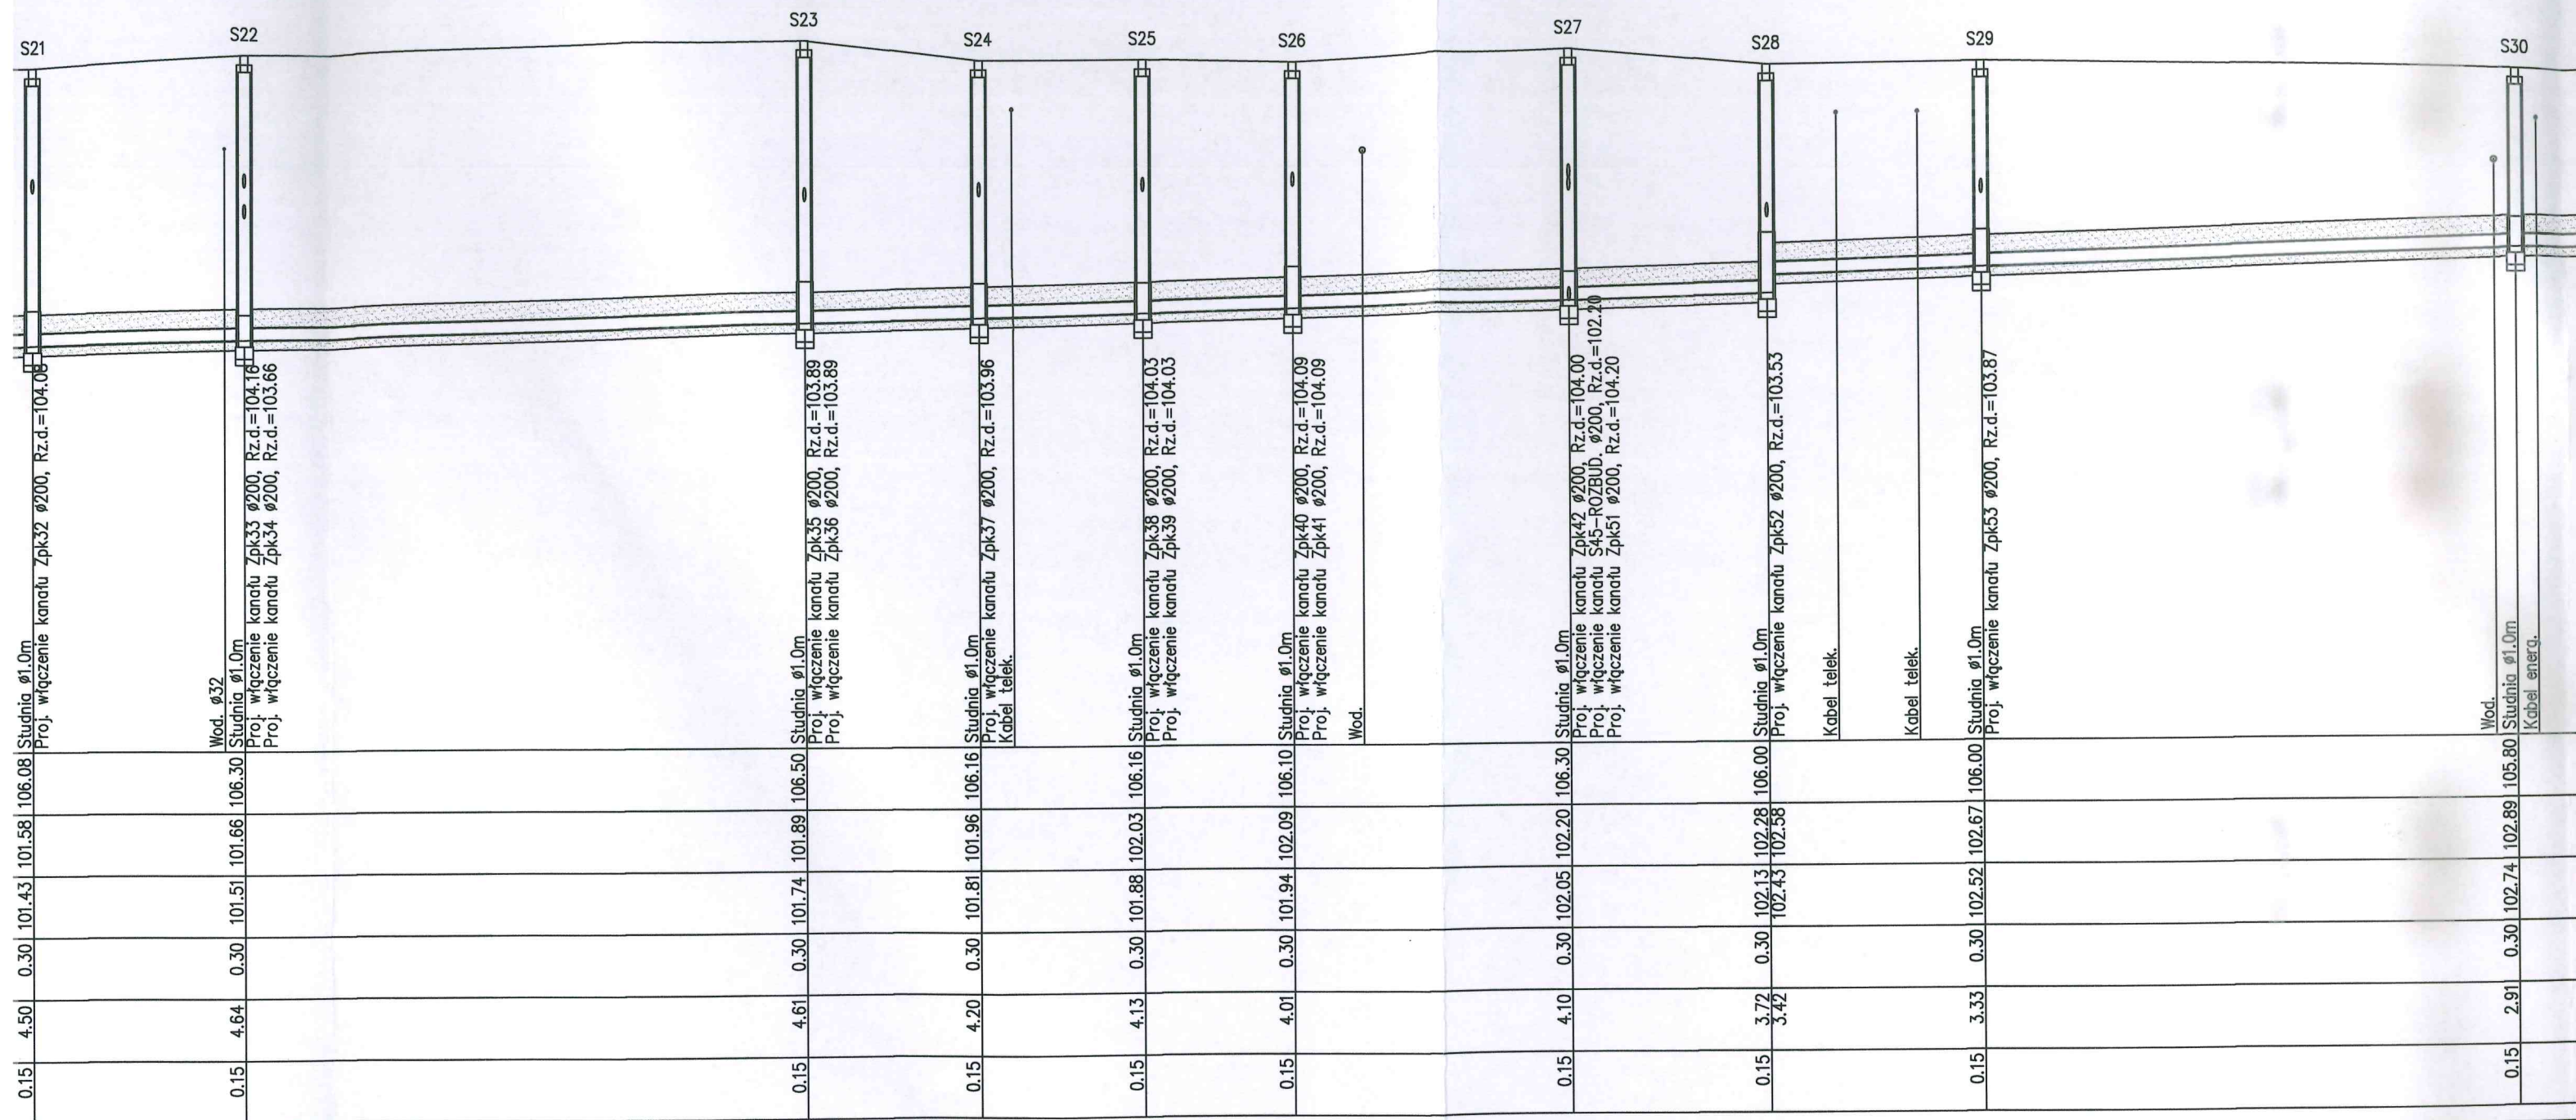 S21
S22
S23
S24
S25
S26
S27
S28
S29
S30
Studnia ø1.0m
Proj. włączenie kanału Zpk32 ø200, Rz.d.=104.08
Wod. ø32
Studnia ø1.0m
Proj. włączenie kanału Zpk33 ø200, Rz.d.=104.16
Proj. włączenie kanału Zpk34 ø200, Rz.d.=103.66
Studnia ø1.0m
Proj. włączenie kanału Zpk35 ø200, Rz.d.=103.89
Proj. włączenie kanału Zpk36 ø200, Rz.d.=103.89
Studnia ø1.0m
Proj. włączenie kanału Zpk37 ø200, Rz.d.=103.96
Kabel telek.
Studnia ø1.0m
Proj. włączenie kanału Zpk38 ø200, Rz.d.=104.03
Proj. włączenie kanału Zpk39 ø200, Rz.d.=104.03
Studnia ø1.0m
Proj. włączenie kanału Zpk40 ø200, Rz.d.=104.09
Proj. włączenie kanału Zpk41 ø200, Rz.d.=104.09
Wod.
Studnia ø1.0m
Proj. włączenie kanału Zpk42 ø200, Rz.d.=104.00
Proj. włączenie kanału S45-ROZBUD. ø200, Rz.d.=102.20
Proj. włączenie kanału Zpk51 ø200, Rz.d.=104.20
Studnia ø1.0m
Proj. włączenie kanału Zpk52 ø200, Rz.d.=103.53
Kabel telek.
Kabel telek.
Studnia ø1.0m
Proj. włączenie kanału Zpk53 ø200, Rz.d.=103.87
Wod.
Studnia ø1.0m
Kabel energ.
106.08 106.30 106.50 106.16 106.16 106.10 106.30 106.00 106.00 105.80
101.58 101.66 101.89 101.96 102.03 102.09 102.20 102.28 102.58 102.67 102.89
101.43 101.51 101.74 101.81 101.88 101.94 102.05 102.13 102.43 102.52 102.74
0.30 0.30 0.30 0.30 0.30 0.30 0.30 0.30 0.30 0.30
4.50 4.64 4.61 4.20 4.13 4.01 4.10 3.72 3.42 3.33 2.91
0.15 0.15 0.15 0.15 0.15 0.15 0.15 0.15 0.15 0.15